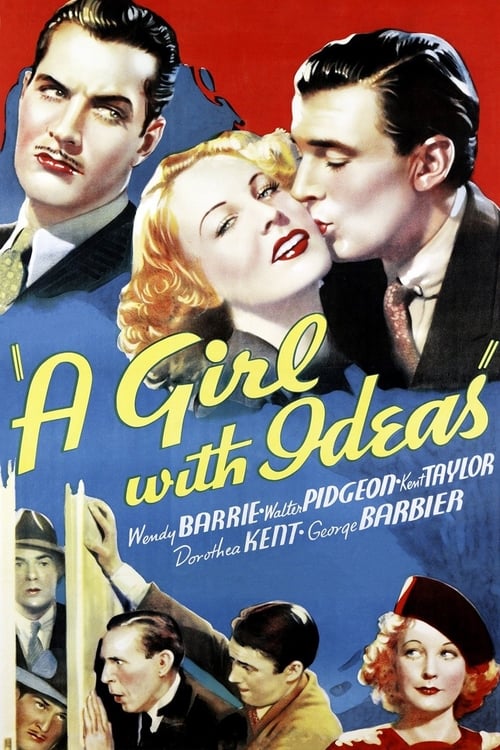 "A Girl
with Ideas"
Wendy BARRIE · Walter PIDGEON · Kent TAYLOR
Dorothea KENT · George BARBIER